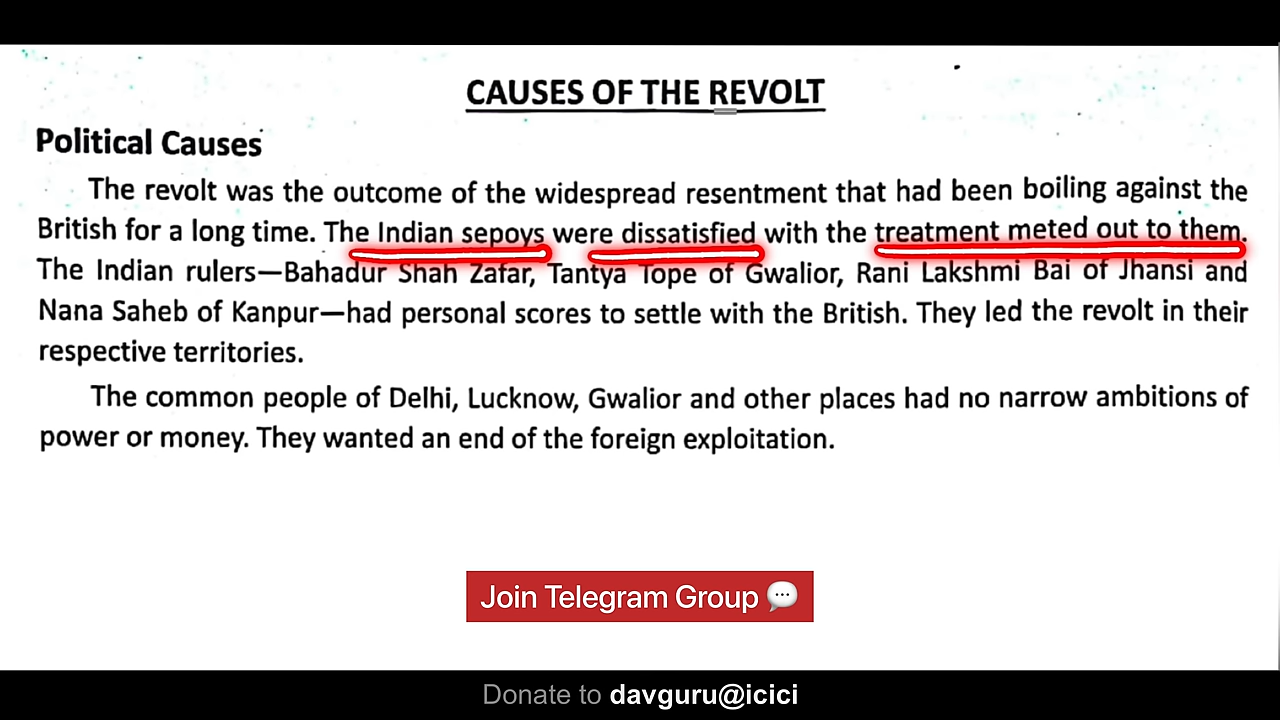 CAUSES OF THE REVOLT
Political Causes
The revolt was the outcome of the widespread resentment that had been boiling against the
British for a long time. The Indian sepoys were dissatisfied with the treatment meted out to them.
The Indian rulers—Bahadur Shah Zafar, Tantya Tope of Gwalior, Rani Lakshmi Bai of Jhansi and
Nana Saheb of Kanpur—had personal scores to settle with the British. They led the revolt in their
respective territories.
The common people of Delhi, Lucknow, Gwalior and other places had no narrow ambitions of
power or money. They wanted an end of the foreign exploitation.
Join Telegram Group 💬
Donate to davguru@icici